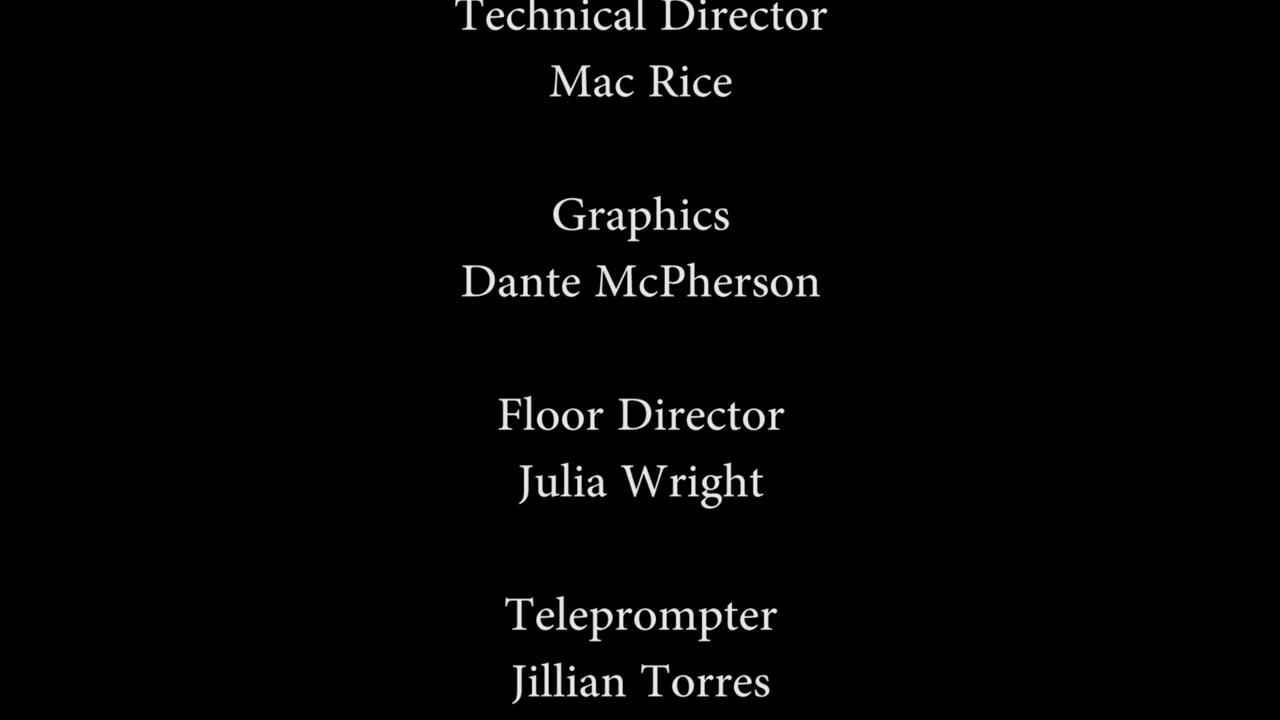 Technical Director
Mac Rice
Graphics
Dante McPherson
Floor Director
Julia Wright
Teleprompter
Jillian Torres